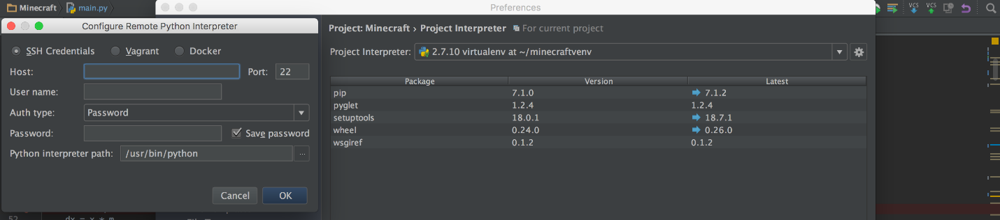 Minecraft main.py
Preferences
VCS VCS
Configure Remote Python Interpreter
SSH Credentials Vagrant Docker
Host: Port: 22
User name:
Auth type: Password
Password: Save password
Python interpreter path: /usr/bin/python ...
Cancel OK
Project: Minecraft › Project Interpreter For current project
Project Interpreter: 2.7.10 virtualenv at ~/minecraftvenv
Package Version Latest
pip 7.1.0 7.1.2
pyglet 1.2.4 1.2.4
setuptools 18.0.1 18.7.1
wheel 0.24.0 0.26.0
wsgiref 0.1.2 0.1.2
52 dx = x * m